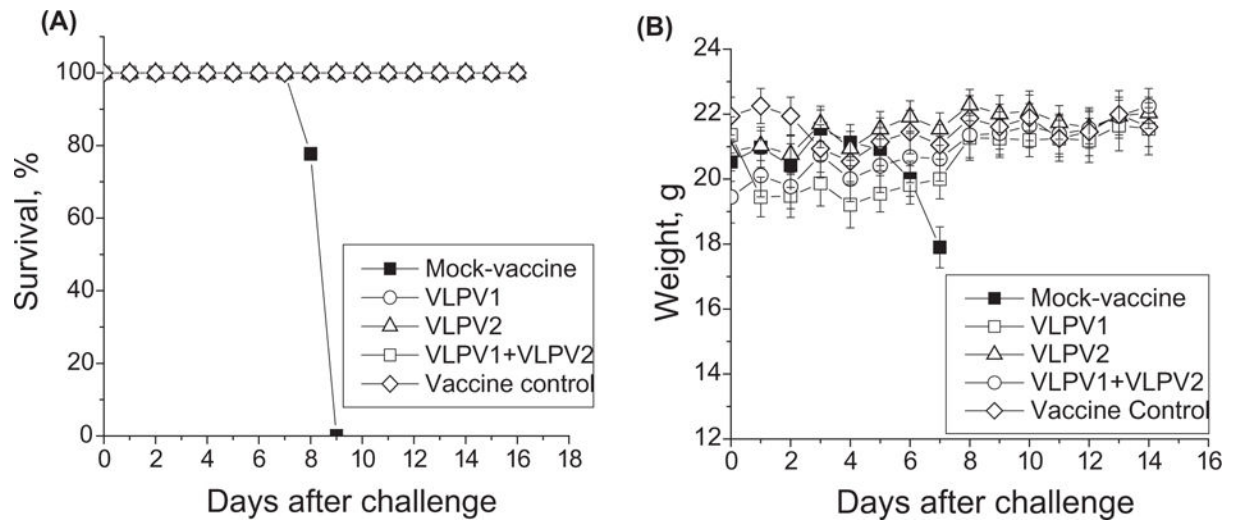 (A)
Survival, %
100
80
60
40
20
0
Mock-vaccine
VLPV1
VLPV2
VLPV1+VLPV2
Vaccine control
0 2 4 6 8 10 12 14 16 18
Days after challenge
(B)
Weight, g
24
22
20
18
16
14
12
Mock-vaccine
VLPV1
VLPV2
VLPV1+VLPV2
Vaccine Control
0 2 4 6 8 10 12 14 16
Days after challenge